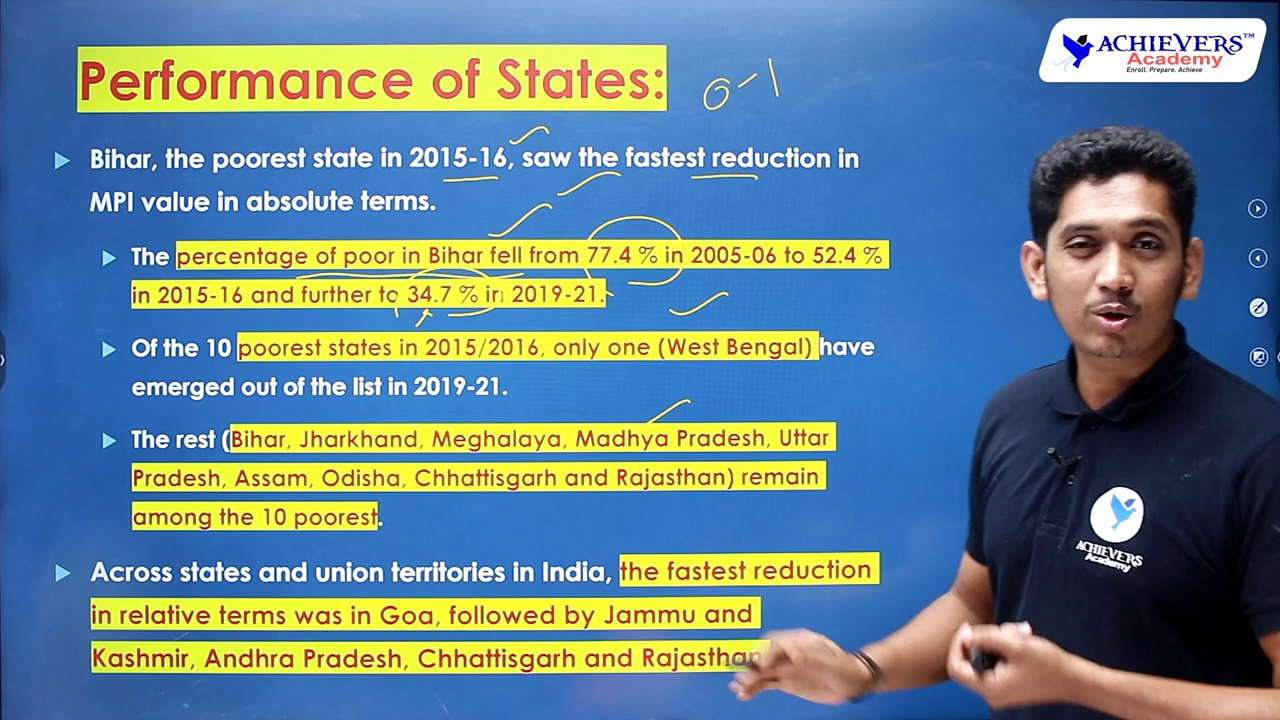 ACHIEVERS™
Academy
Enroll. Prepare. Achieve
Performance of States:
0-1
Bihar, the poorest state in 2015-16, saw the fastest reduction in
MPI value in absolute terms.
The percentage of poor in Bihar fell from 77.4 % in 2005-06 to 52.4 %
in 2015-16 and further to 34.7 % in 2019-21.
Of the 10 poorest states in 2015/2016, only one (West Bengal) have
emerged out of the list in 2019-21.
The rest (Bihar, Jharkhand, Meghalaya, Madhya Pradesh, Uttar
Pradesh, Assam, Odisha, Chhattisgarh and Rajasthan) remain
among the 10 poorest.
Across states and union territories in India, the fastest reduction
in relative terms was in Goa, followed by Jammu and
Kashmir, Andhra Pradesh, Chhattisgarh and Rajasthan
ACHIEVERS
Academy